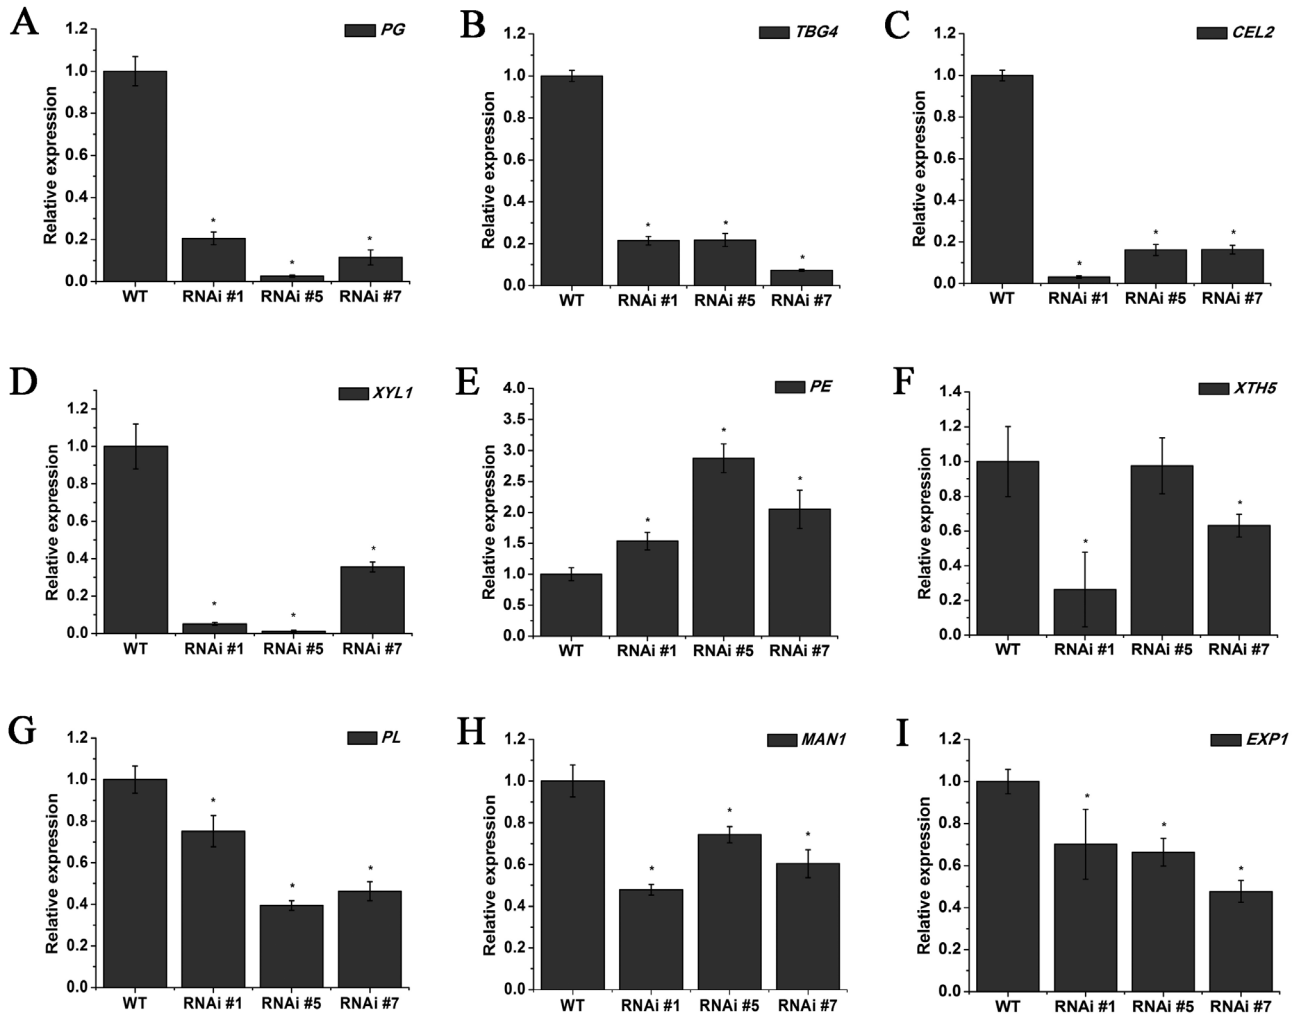 A
PG
Relative expression
1.2
1.0
0.8
0.6
0.4
0.2
0.0
*
*
*
WT RNAi #1 RNAi #5 RNAi #7
B
TBG4
Relative expression
1.2
1.0
0.8
0.6
0.4
0.2
0.0
*
*
*
WT RNAi #1 RNAi #5 RNAi #7
C
CEL2
Relative expression
1.2
1.0
0.8
0.6
0.4
0.2
0.0
*
*
*
WT RNAi #1 RNAi #5 RNAi #7
D
XYL1
Relative expression
1.2
1.0
0.8
0.6
0.4
0.2
0.0
*
*
*
WT RNAi #1 RNAi #5 RNAi #7
E
PE
Relative expression
4.0
3.5
3.0
2.5
2.0
1.5
1.0
0.5
0.0
*
*
*
WT RNAi #1 RNAi #5 RNAi #7
F
XTH5
Relative expression
1.4
1.2
1.0
0.8
0.6
0.4
0.2
0.0
*
*
WT RNAi #1 RNAi #5 RNAi #7
G
PL
Relative expression
1.2
1.0
0.8
0.6
0.4
0.2
0.0
*
*
*
WT RNAi #1 RNAi #5 RNAi #7
H
MAN1
Relative expression
1.2
1.0
0.8
0.6
0.4
0.2
0.0
*
*
*
WT RNAi #1 RNAi #5 RNAi #7
I
EXP1
Relative expression
1.2
1.0
0.8
0.6
0.4
0.2
0.0
*
*
*
WT RNAi #1 RNAi #5 RNAi #7